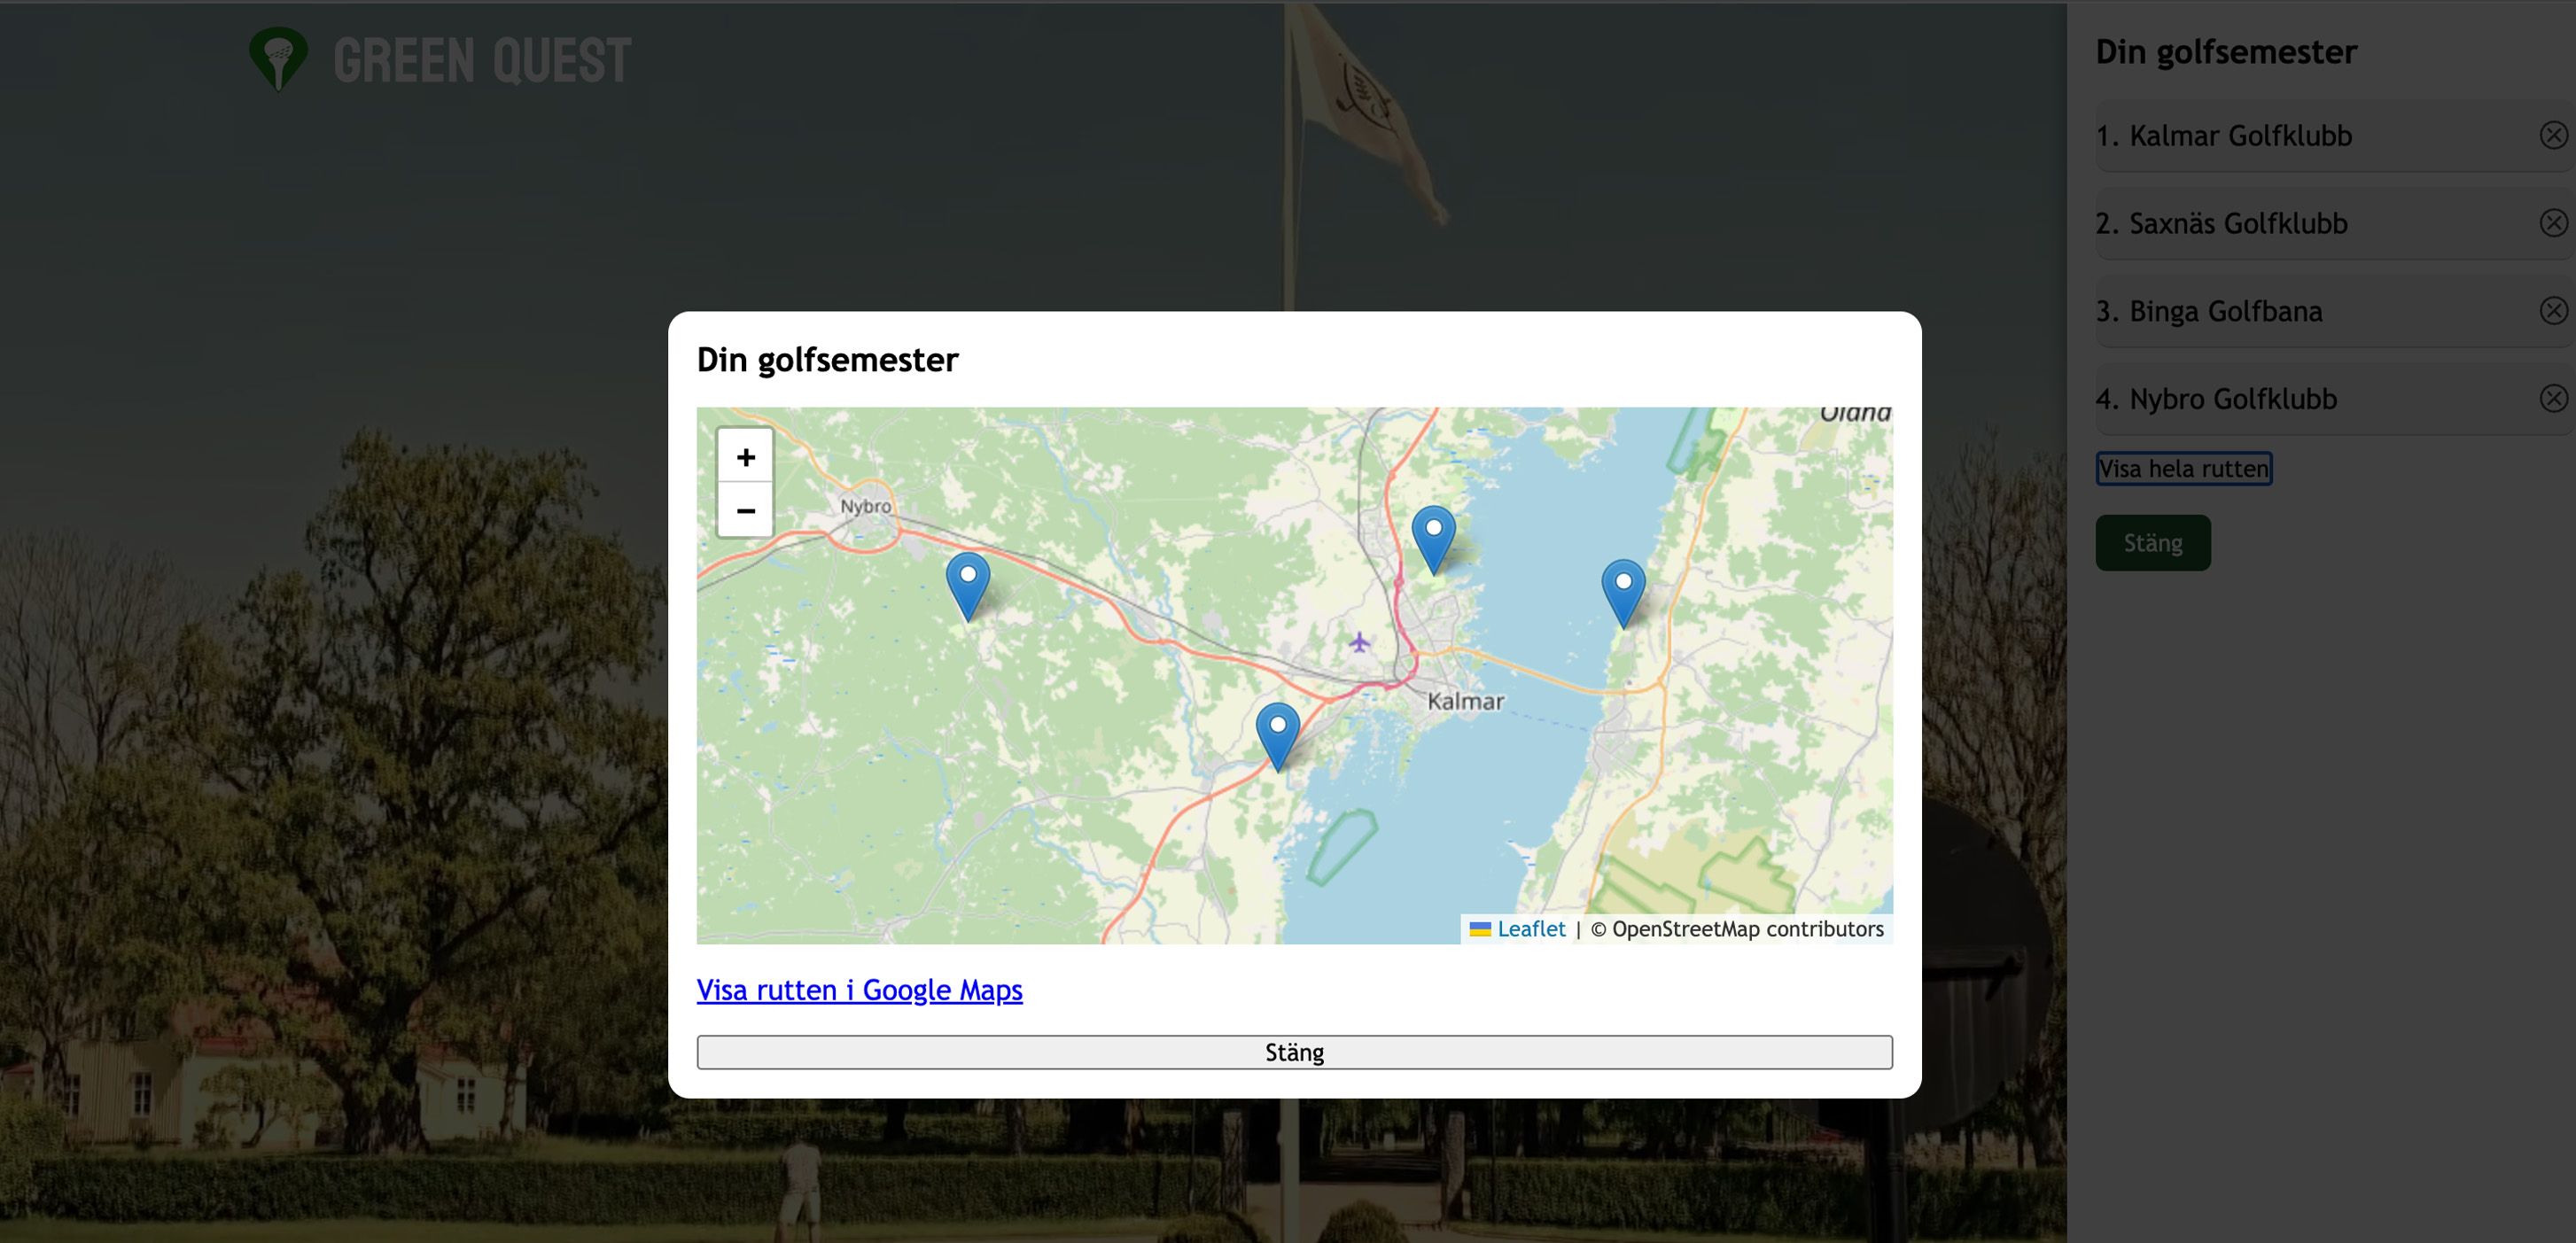 GREEN QUEST
Din golfsemester
1. Kalmar Golfklubb
2. Saxnäs Golfklubb
3. Binga Golfbana
4. Nybro Golfklubb
Visa hela rutten
Stäng
Din golfsemester
+
−
Öland
Nybro
Kalmar
Leaflet | © OpenStreetMap contributors
Visa rutten i Google Maps
Stäng